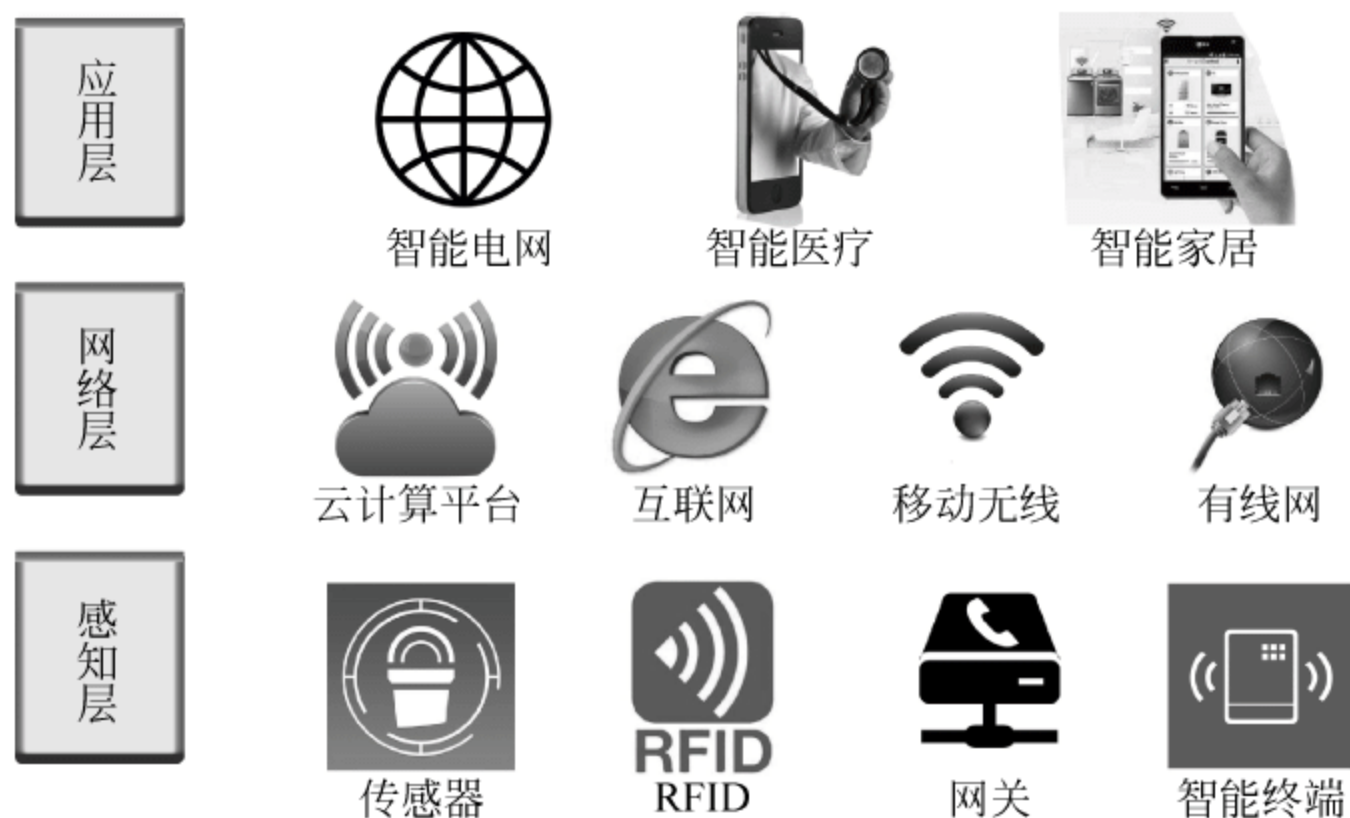 应用层
智能电网
智能医疗
智能家居
网络层
云计算平台
互联网
移动无线
有线网
感知层
RFID
传感器
RFID
网关
智能终端